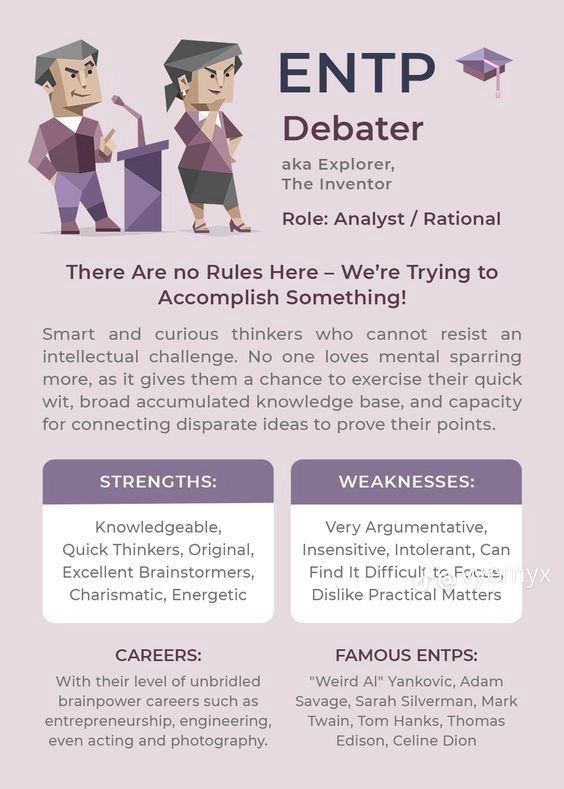 ENTP
Debater
aka Explorer,
The Inventor
Role: Analyst / Rational
There Are no Rules Here – We’re Trying to
Accomplish Something!
Smart and curious thinkers who cannot resist an
intellectual challenge. No one loves mental sparring
more, as it gives them a chance to exercise their quick
wit, broad accumulated knowledge base, and capacity
for connecting disparate ideas to prove their points.
STRENGTHS:
Knowledgeable,
Quick Thinkers, Original,
Excellent Brainstormers,
Charismatic, Energetic
WEAKNESSES:
Very Argumentative,
Insensitive, Intolerant, Can
Find It Difficult to Focus,
Dislike Practical Matters
CAREERS:
With their level of unbridled
brainpower careers such as
entrepreneurship, engineering,
even acting and photography.
FAMOUS ENTPS:
"Weird Al" Yankovic, Adam
Savage, Sarah Silverman, Mark
Twain, Tom Hanks, Thomas
Edison, Celine Dion